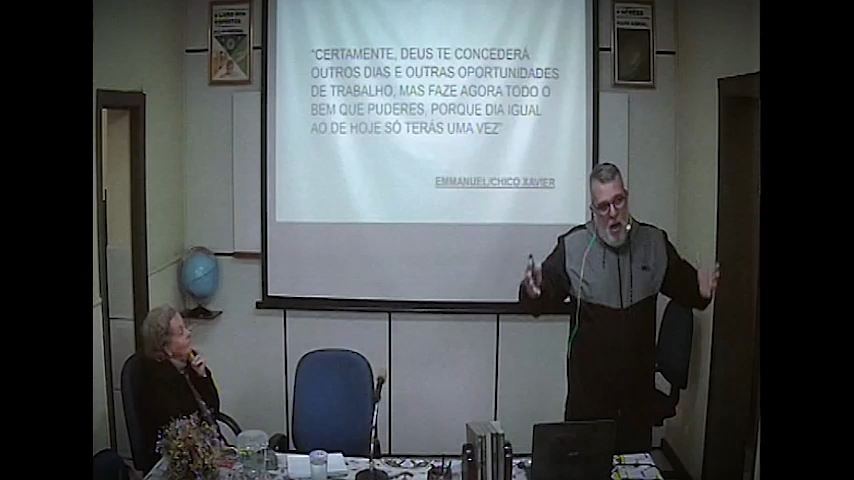 "CERTAMENTE, DEUS TE CONCEDERÁ
OUTROS DIAS E OUTRAS OPORTUNIDADES
DE TRABALHO, MAS FAZE AGORA TODO O
BEM QUE PUDERES, PORQUE DIA IGUAL
AO DE HOJE SÓ TERÁS UMA VEZ"
EMMANUEL/CHICO XAVIER